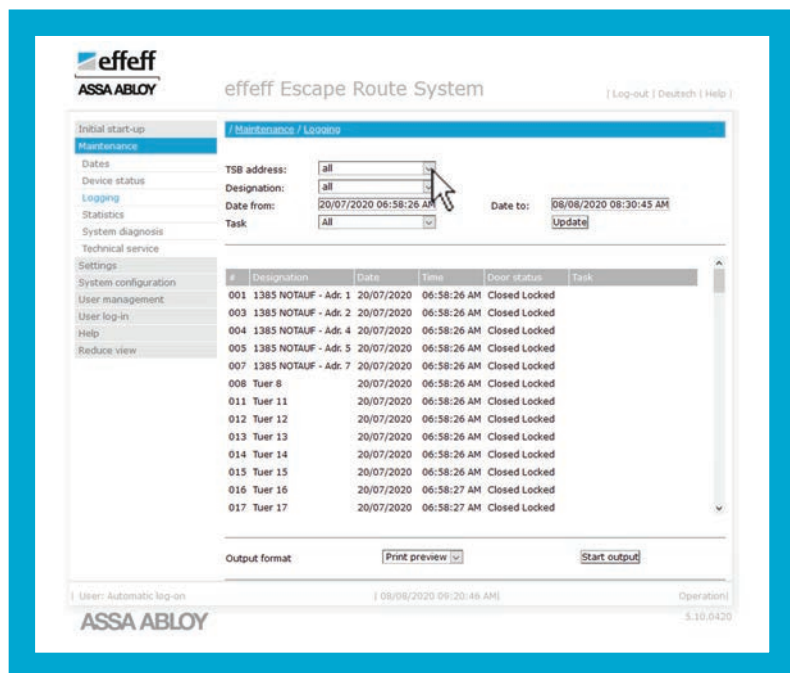 effeff
ASSA ABLOY
effeff Escape Route System
| Log-out | Deutsch | Help |
Initial start-up
Maintenance
Dates
Device status
Logging
Statistics
System diagnosis
Technical service
Settings
System configuration
User management
User log-in
Help
Reduce view
/ Maintenance / Logging
TSB address: all
Designation: all
Date from: 20/07/2020 06:58:26 AM Date to: 08/08/2020 08:30:45 AM
Task All Update
# Designation Date Time Door status Task
001 1385 NOTAUF - Adr. 1 20/07/2020 06:58:26 AM Closed Locked
003 1385 NOTAUF - Adr. 2 20/07/2020 06:58:26 AM Closed Locked
004 1385 NOTAUF - Adr. 4 20/07/2020 06:58:26 AM Closed Locked
005 1385 NOTAUF - Adr. 5 20/07/2020 06:58:26 AM Closed Locked
007 1385 NOTAUF - Adr. 7 20/07/2020 06:58:26 AM Closed Locked
008 Tuer 8 20/07/2020 06:58:26 AM Closed Locked
011 Tuer 11 20/07/2020 06:58:26 AM Closed Locked
012 Tuer 12 20/07/2020 06:58:26 AM Closed Locked
013 Tuer 13 20/07/2020 06:58:26 AM Closed Locked
014 Tuer 14 20/07/2020 06:58:26 AM Closed Locked
015 Tuer 15 20/07/2020 06:58:26 AM Closed Locked
016 Tuer 16 20/07/2020 06:58:27 AM Closed Locked
017 Tuer 17 20/07/2020 06:58:27 AM Closed Locked
Output format Print preview Start output
| User: Automatic log-on | 08/08/2020 09:20:46 AM| Operation|
ASSA ABLOY
5.10.0420